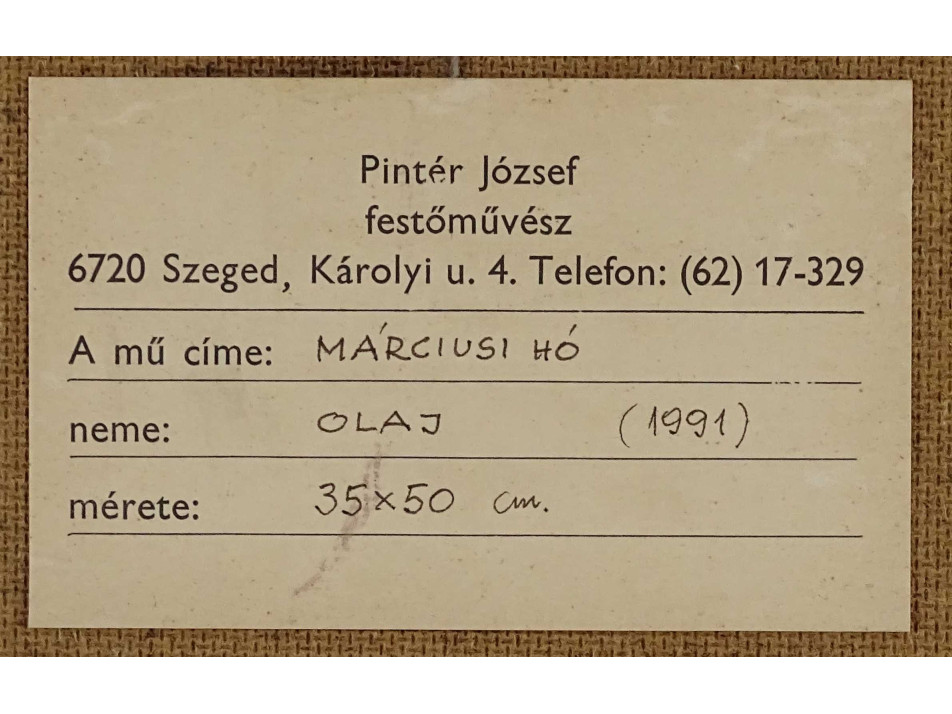 Pintér József
festőművész
6720 Szeged, Károlyi u. 4. Telefon: (62) 17-329
A mű címe: MÁRCIUSI HÓ
neme: OLAJ (1991)
mérete: 35×50 cm.